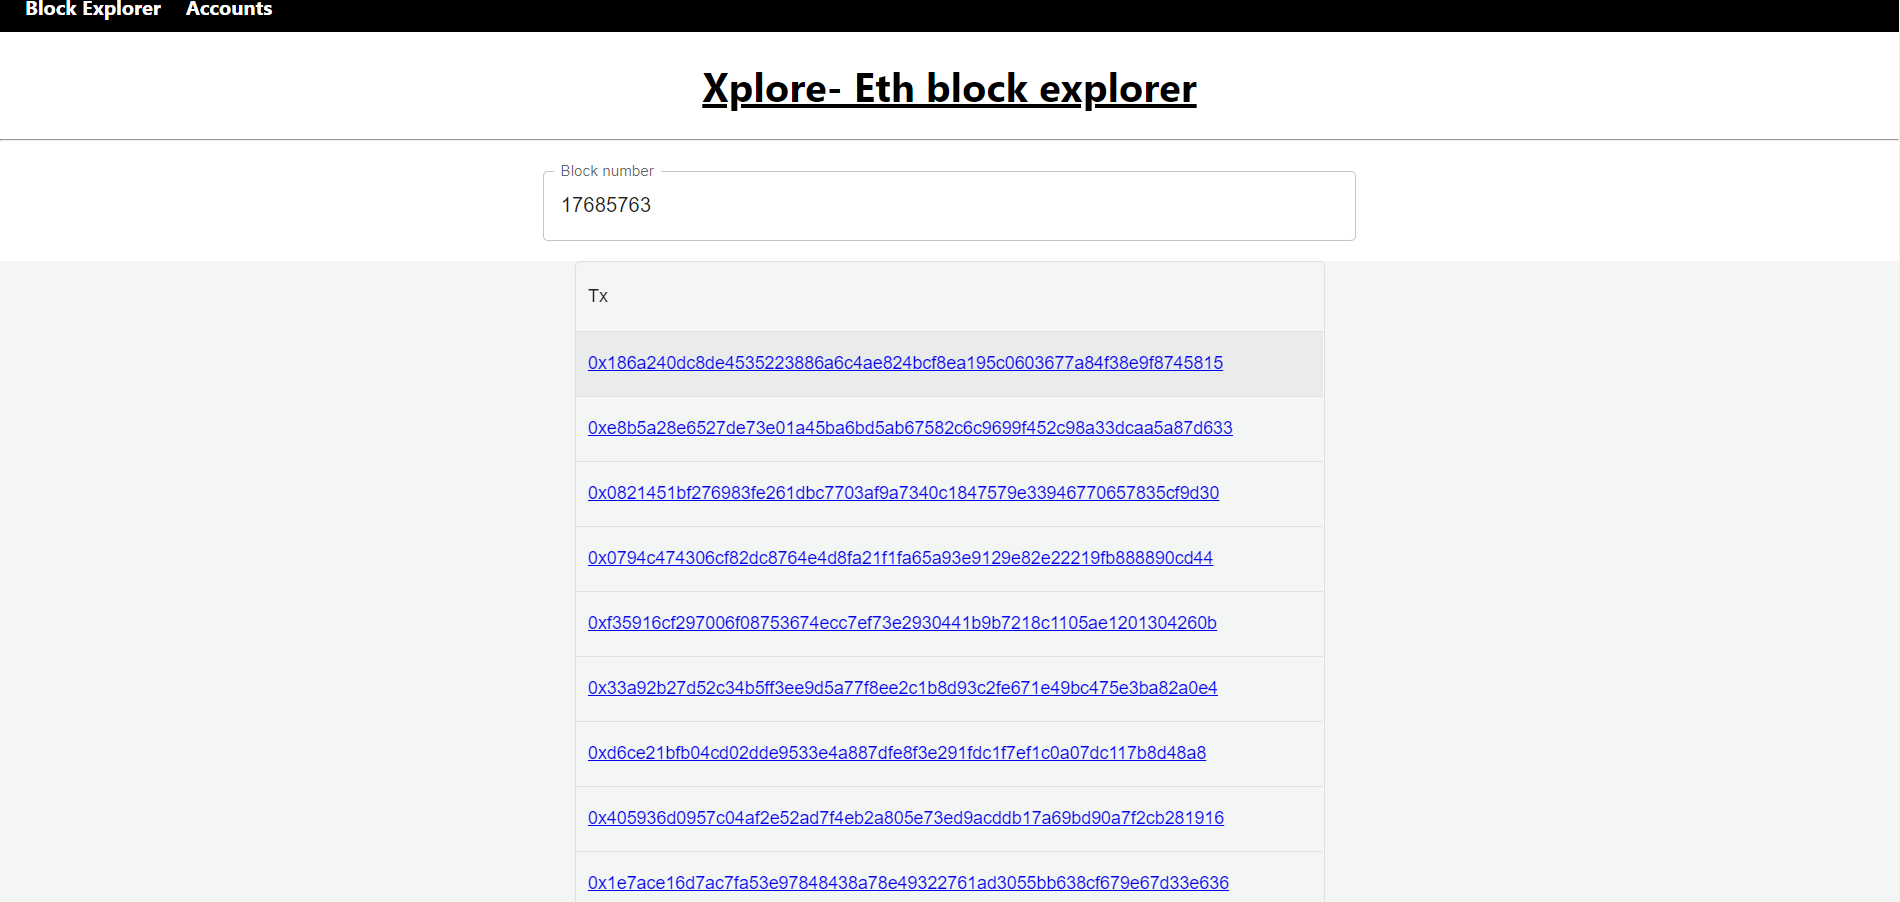 Block Explorer Accounts
Xplore- Eth block explorer
Block number
17685763
Tx
0x186a240dc8de4535223886a6c4ae824bcf8ea195c0603677a84f38e9f8745815
0xe8b5a28e6527de73e01a45ba6bd5ab67582c6c9699f452c98a33dcaa5a87d633
0x0821451bf276983fe261dbc7703af9a7340c1847579e33946770657835cf9d30
0x0794c474306cf82dc8764e4d8fa21f1fa65a93e9129e82e22219fb888890cd44
0xf35916cf297006f08753674ecc7ef73e2930441b9b7218c1105ae1201304260b
0x33a92b27d52c34b5ff3ee9d5a77f8ee2c1b8d93c2fe671e49bc475e3ba82a0e4
0xd6ce21bfb04cd02dde9533e4a887dfe8f3e291fdc1f7ef1c0a07dc117b8d48a8
0x405936d0957c04af2e52ad7f4eb2a805e73ed9acddb17a69bd90a7f2cb281916
0x1e7ace16d7ac7fa53e97848438a78e49322761ad3055bb638cf679e67d33e636